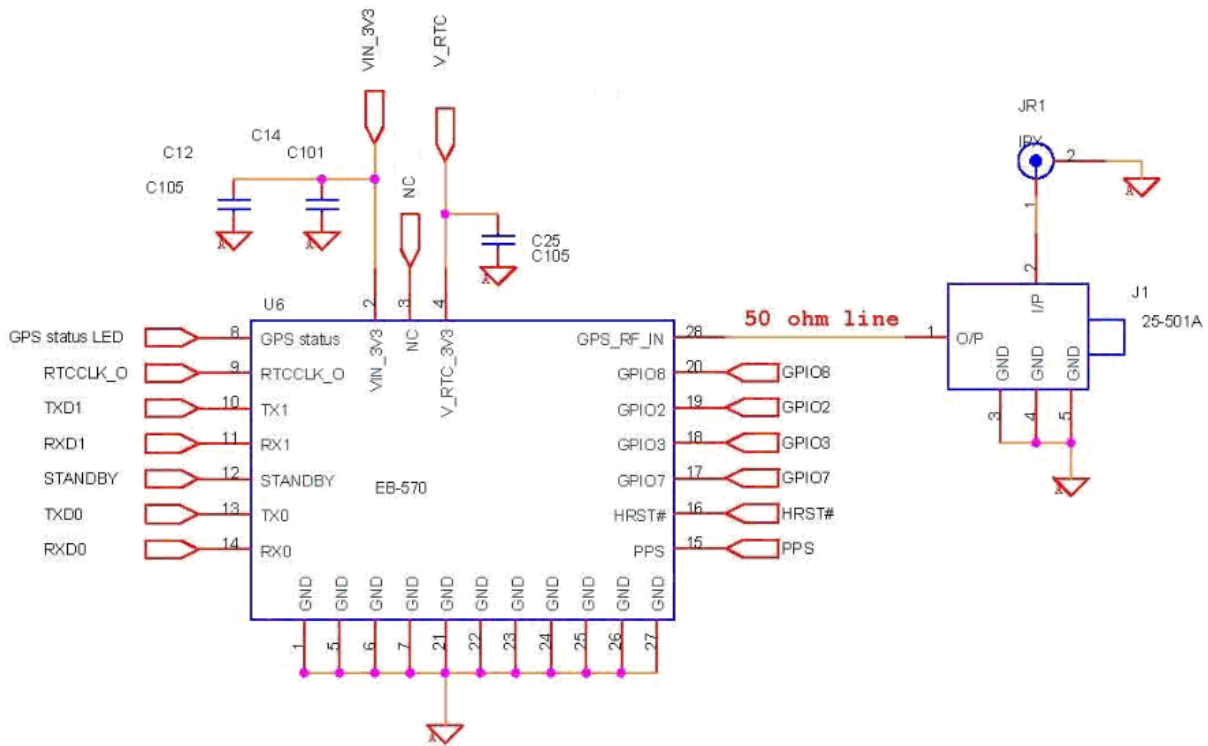 VIN_3V3
V_RTC
C14
C12
C101
C105
NC
C25
C105
JR1
IPX
2
1
U6
2
3
4
2
J1
25-501A
I/P
GPS status LED
8
GPS status
VIN_3V3
NC
V_RTC_3V3
GPS_RF_IN
28
50 ohm line
1
O/P
GND
GND
GND
3
4
5
RTCCLK_O
9
RTCCLK_O
GPIO8
20
GPIO8
TXD1
10
TX1
GPIO2
19
GPIO2
RXD1
11
RX1
GPIO3
18
GPIO3
STANDBY
12
STANDBY
EB-570
GPIO7
17
GPIO7
TXD0
13
TX0
HRST#
16
HRST#
RXD0
14
RX0
PPS
15
PPS
GND
GND
GND
GND
GND
GND
GND
GND
GND
GND
GND
1
5
6
7
21
22
23
24
25
26
27